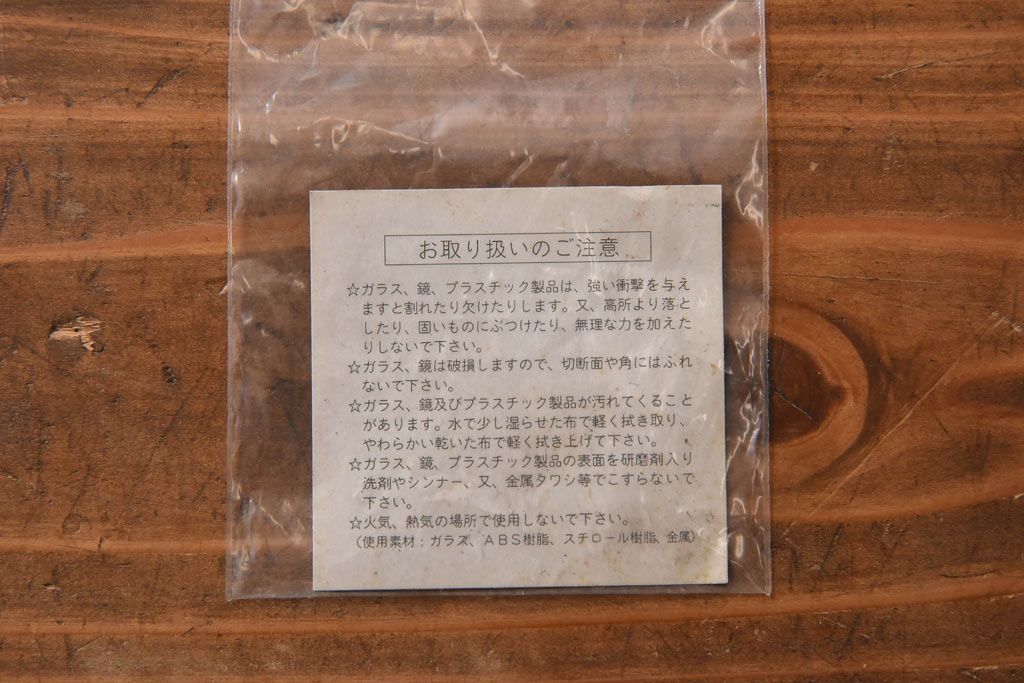 お取り扱いのご注意
☆ガラス、鏡、プラスチック製品は、強い衝撃を与え
ますと割れたり欠けたりします。又、高所より落と
したり、固いものにぶつけたり、無理な力を加えた
りしないで下さい。
☆ガラス、鏡は破損しますので、切断面や角にはふれ
ないで下さい。
☆ガラス、鏡及びプラスチック製品が汚れてくること
があります。水で少し湿らせた布で軽く拭き取り、
やわらかい乾いた布で軽く拭き上げて下さい。
☆ガラス、鏡、プラスチック製品の表面を研磨剤入り
洗剤やシンナー、又、金属タワシ等でこすらないで
下さい。
☆火気、熱気の場所で使用しないで下さい。
（使用素材：ガラス、ＡＢＳ樹脂、スチロール樹脂、金属）